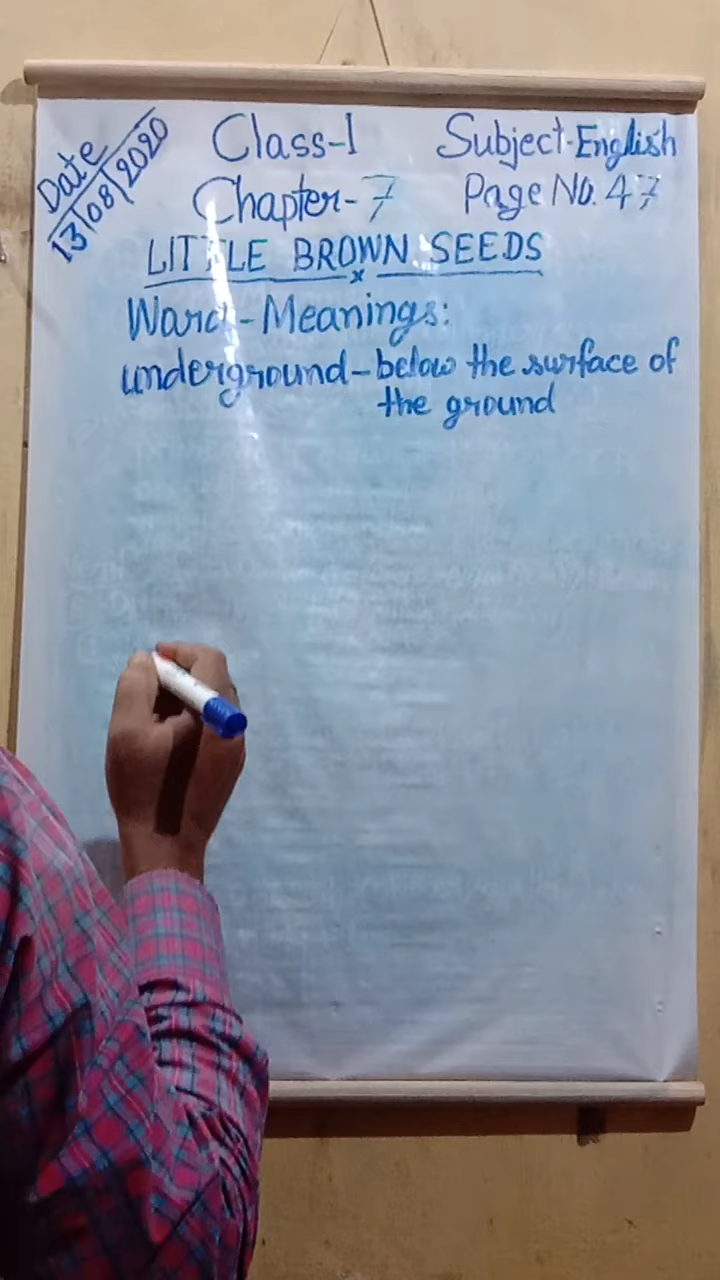 Date
13/08/2020
Class-1 Subject-English
Chapter-7 Page No. 47
LITTLE BROWN SEEDS
x
Word-Meanings:
underground-below the surface of
the ground